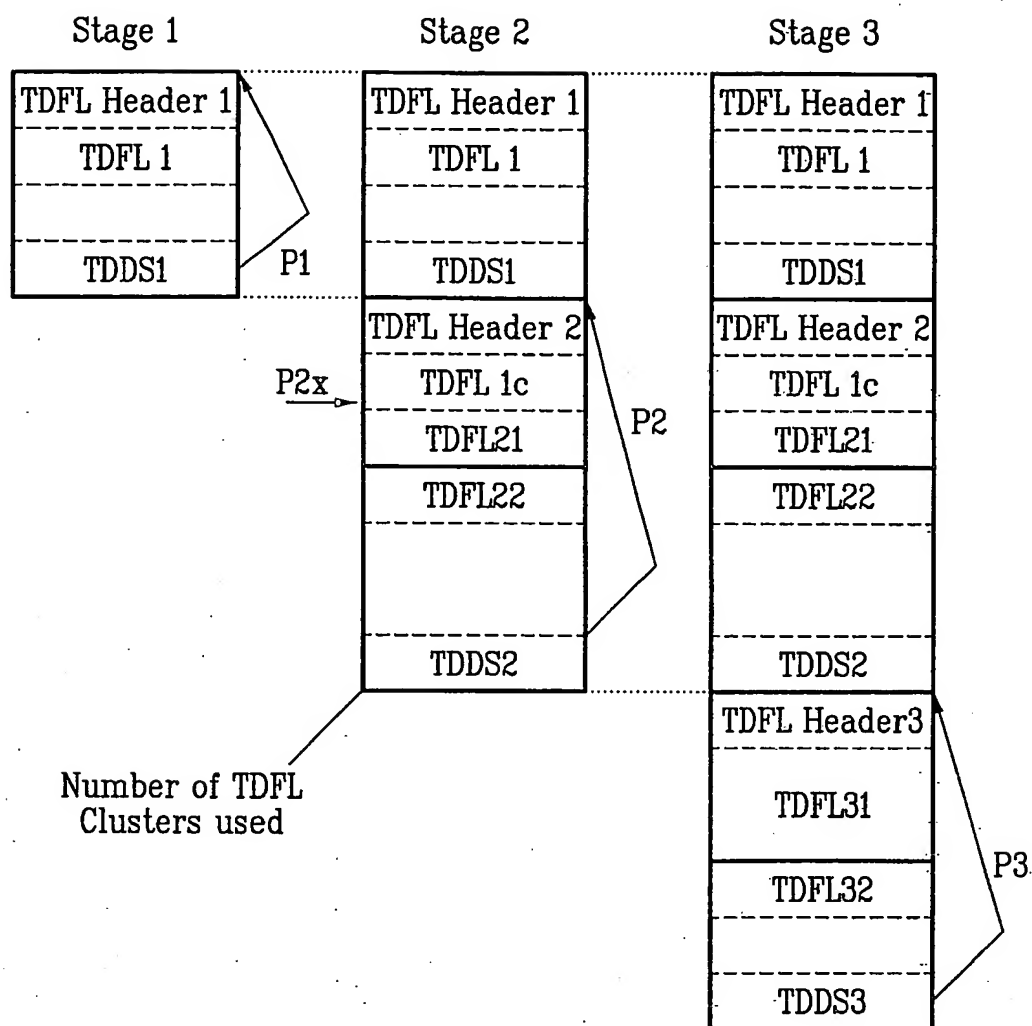 Stage 1
TDFL Header 1
TDFL 1
TDDS1
P1
Stage 2
TDFL Header 1
TDFL 1
TDDS1
TDFL Header 2
P2x
TDFL 1c
TDFL21
P2
TDFL22
TDDS2
Number of TDFL
Clusters used
Stage 3
TDFL Header 1
TDFL 1
TDDS1
TDFL Header 2
TDFL 1c
TDFL21
TDFL22
TDDS2
TDFL Header3
TDFL31
P3
TDFL32
TDDS3